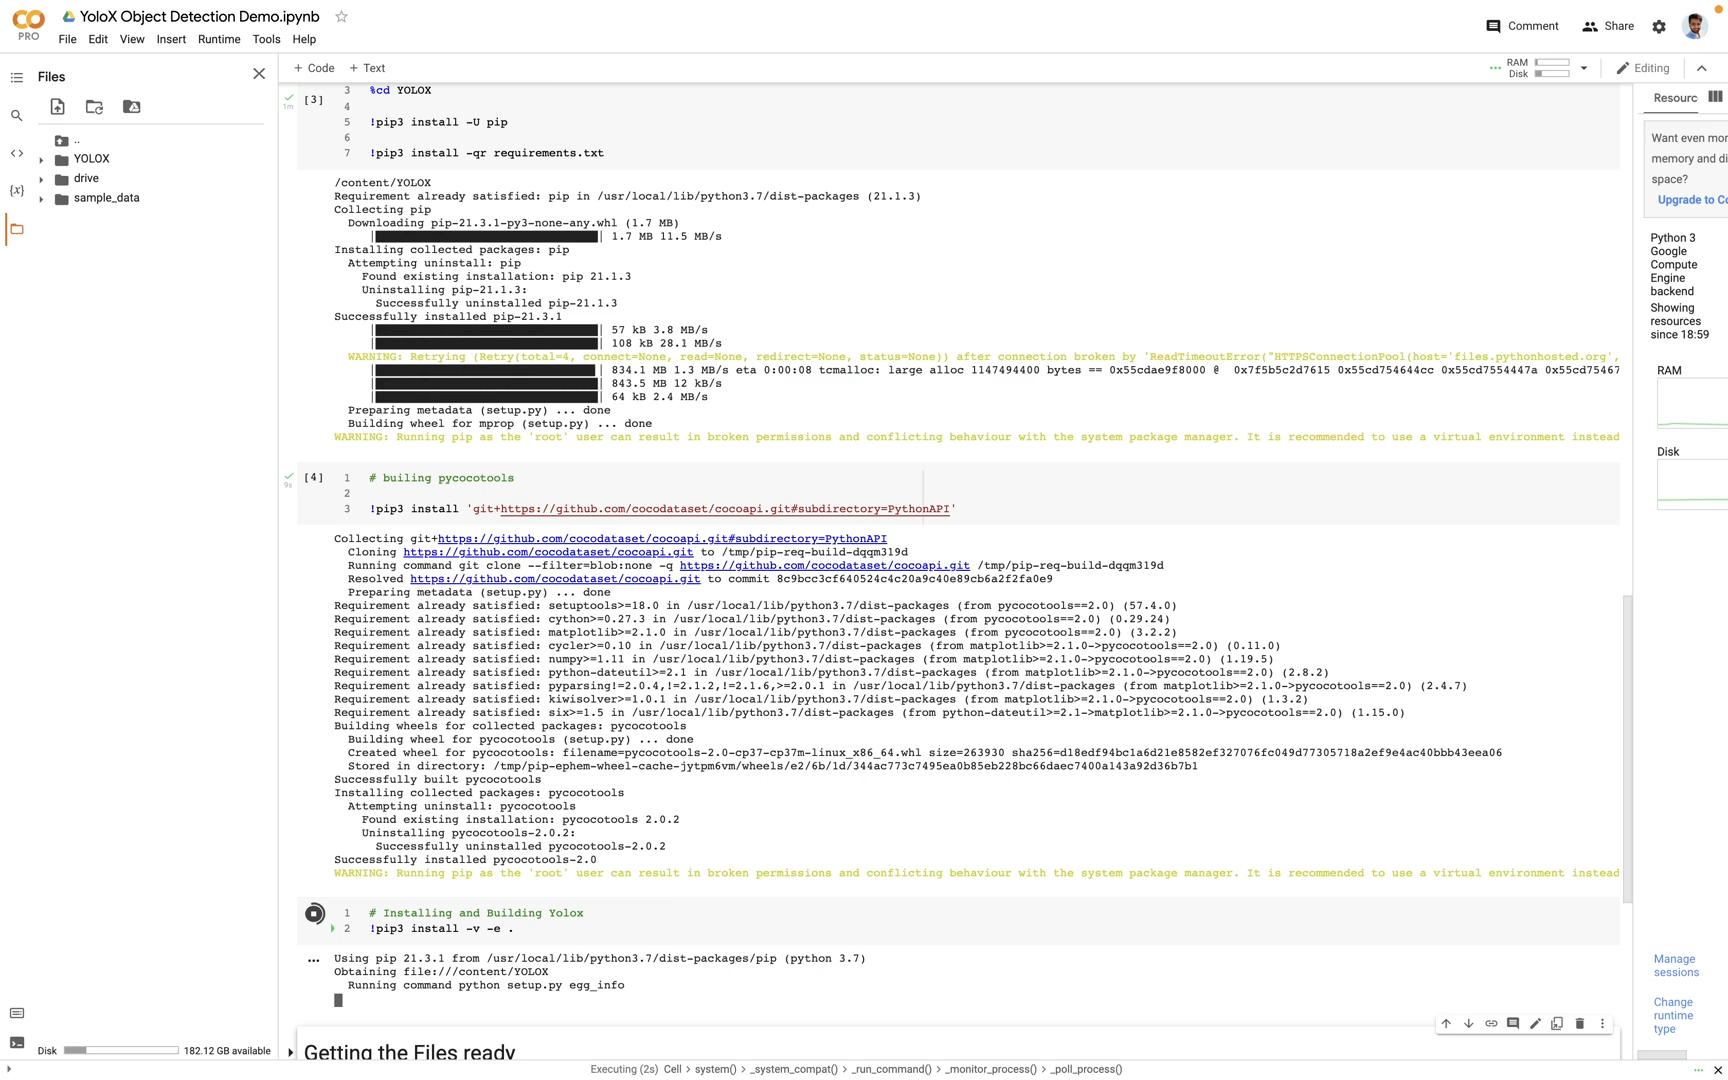 YoloX Object Detection Demo.ipynb
PRO
File Edit View Insert Runtime Tools Help
Comment
Share
Files
+ Code + Text
RAM
Disk
Editing
..
YOLOX
drive
sample_data
{x}
1m
[3]
3 %cd YOLOX
4
5 !pip3 install -U pip
6
7 !pip3 install -qr requirements.txt
/content/YOLOX
Requirement already satisfied: pip in /usr/local/lib/python3.7/dist-packages (21.1.3)
Collecting pip
Downloading pip-21.3.1-py3-none-any.whl (1.7 MB)
| 1.7 MB 11.5 MB/s
Installing collected packages: pip
Attempting uninstall: pip
Found existing installation: pip 21.1.3
Uninstalling pip-21.1.3:
Successfully uninstalled pip-21.1.3
Successfully installed pip-21.3.1
| 57 kB 3.8 MB/s
| 108 kB 28.1 MB/s
WARNING: Retrying (Retry(total=4, connect=None, read=None, redirect=None, status=None)) after connection broken by 'ReadTimeoutError("HTTPSConnectionPool(host='files.pythonhosted.org',
| 834.1 MB 1.3 MB/s eta 0:00:08 tcmalloc: large alloc 1147494400 bytes == 0x55cdae9f8000 @ 0x7f5b5c2d7615 0x55cd754644cc 0x55cd7554447a 0x55cd75467
| 843.5 MB 12 kB/s
| 64 kB 2.4 MB/s
Preparing metadata (setup.py) ... done
Building wheel for mprop (setup.py) ... done
WARNING: Running pip as the 'root' user can result in broken permissions and conflicting behaviour with the system package manager. It is recommended to use a virtual environment instead
9s
[4]
1 # builing pycocotools
2
3 !pip3 install 'git+https://github.com/cocodataset/cocoapi.git#subdirectory=PythonAPI'
Collecting git+https://github.com/cocodataset/cocoapi.git#subdirectory=PythonAPI
Cloning https://github.com/cocodataset/cocoapi.git to /tmp/pip-req-build-dqqm319d
Running command git clone --filter=blob:none -q https://github.com/cocodataset/cocoapi.git /tmp/pip-req-build-dqqm319d
Resolved https://github.com/cocodataset/cocoapi.git to commit 8c9bcc3cf640524c4c20a9c40e89cb6a2f2fa0e9
Preparing metadata (setup.py) ... done
Requirement already satisfied: setuptools>=18.0 in /usr/local/lib/python3.7/dist-packages (from pycocotools==2.0) (57.4.0)
Requirement already satisfied: cython>=0.27.3 in /usr/local/lib/python3.7/dist-packages (from pycocotools==2.0) (0.29.24)
Requirement already satisfied: matplotlib>=2.1.0 in /usr/local/lib/python3.7/dist-packages (from pycocotools==2.0) (3.2.2)
Requirement already satisfied: cycler>=0.10 in /usr/local/lib/python3.7/dist-packages (from matplotlib>=2.1.0->pycocotools==2.0) (0.11.0)
Requirement already satisfied: numpy>=1.11 in /usr/local/lib/python3.7/dist-packages (from matplotlib>=2.1.0->pycocotools==2.0) (1.19.5)
Requirement already satisfied: python-dateutil>=2.1 in /usr/local/lib/python3.7/dist-packages (from matplotlib>=2.1.0->pycocotools==2.0) (2.8.2)
Requirement already satisfied: pyparsing!=2.0.4,!=2.1.2,!=2.1.6,>=2.0.1 in /usr/local/lib/python3.7/dist-packages (from matplotlib>=2.1.0->pycocotools==2.0) (2.4.7)
Requirement already satisfied: kiwisolver>=1.0.1 in /usr/local/lib/python3.7/dist-packages (from matplotlib>=2.1.0->pycocotools==2.0) (1.3.2)
Requirement already satisfied: six>=1.5 in /usr/local/lib/python3.7/dist-packages (from python-dateutil>=2.1->matplotlib>=2.1.0->pycocotools==2.0) (1.15.0)
Building wheels for collected packages: pycocotools
Building wheel for pycocotools (setup.py) ... done
Created wheel for pycocotools: filename=pycocotools-2.0-cp37-cp37m-linux_x86_64.whl size=263930 sha256=d18edf94bc1a6d21e8582ef327076fc049d77305718a2ef9e4ac40bbb43eea06
Stored in directory: /tmp/pip-ephem-wheel-cache-jytpm6vm/wheels/e2/6b/1d/344ac773c7495ea0b85eb228bc66daec7400a143a92d36b7b1
Successfully built pycocotools
Installing collected packages: pycocotools
Attempting uninstall: pycocotools
Found existing installation: pycocotools 2.0.2
Uninstalling pycocotools-2.0.2:
Successfully uninstalled pycocotools-2.0.2
Successfully installed pycocotools-2.0
WARNING: Running pip as the 'root' user can result in broken permissions and conflicting behaviour with the system package manager. It is recommended to use a virtual environment instead
1 # Installing and Building Yolox
2 !pip3 install -v -e .
... Using pip 21.3.1 from /usr/local/lib/python3.7/dist-packages/pip (python 3.7)
Obtaining file:///content/YOLOX
Running command python setup.py egg_info
Getting the Files ready
Resourc
Want even mor
memory and di
space?
Upgrade to Co
Python 3
Google
Compute
Engine
backend
Showing
resources
since 18:59
RAM
Disk
Manage
sessions
Change
runtime
type
Disk 182.12 GB available
Executing (2s) Cell > system() > _system_compat() > _run_command() > _monitor_process() > _poll_process()